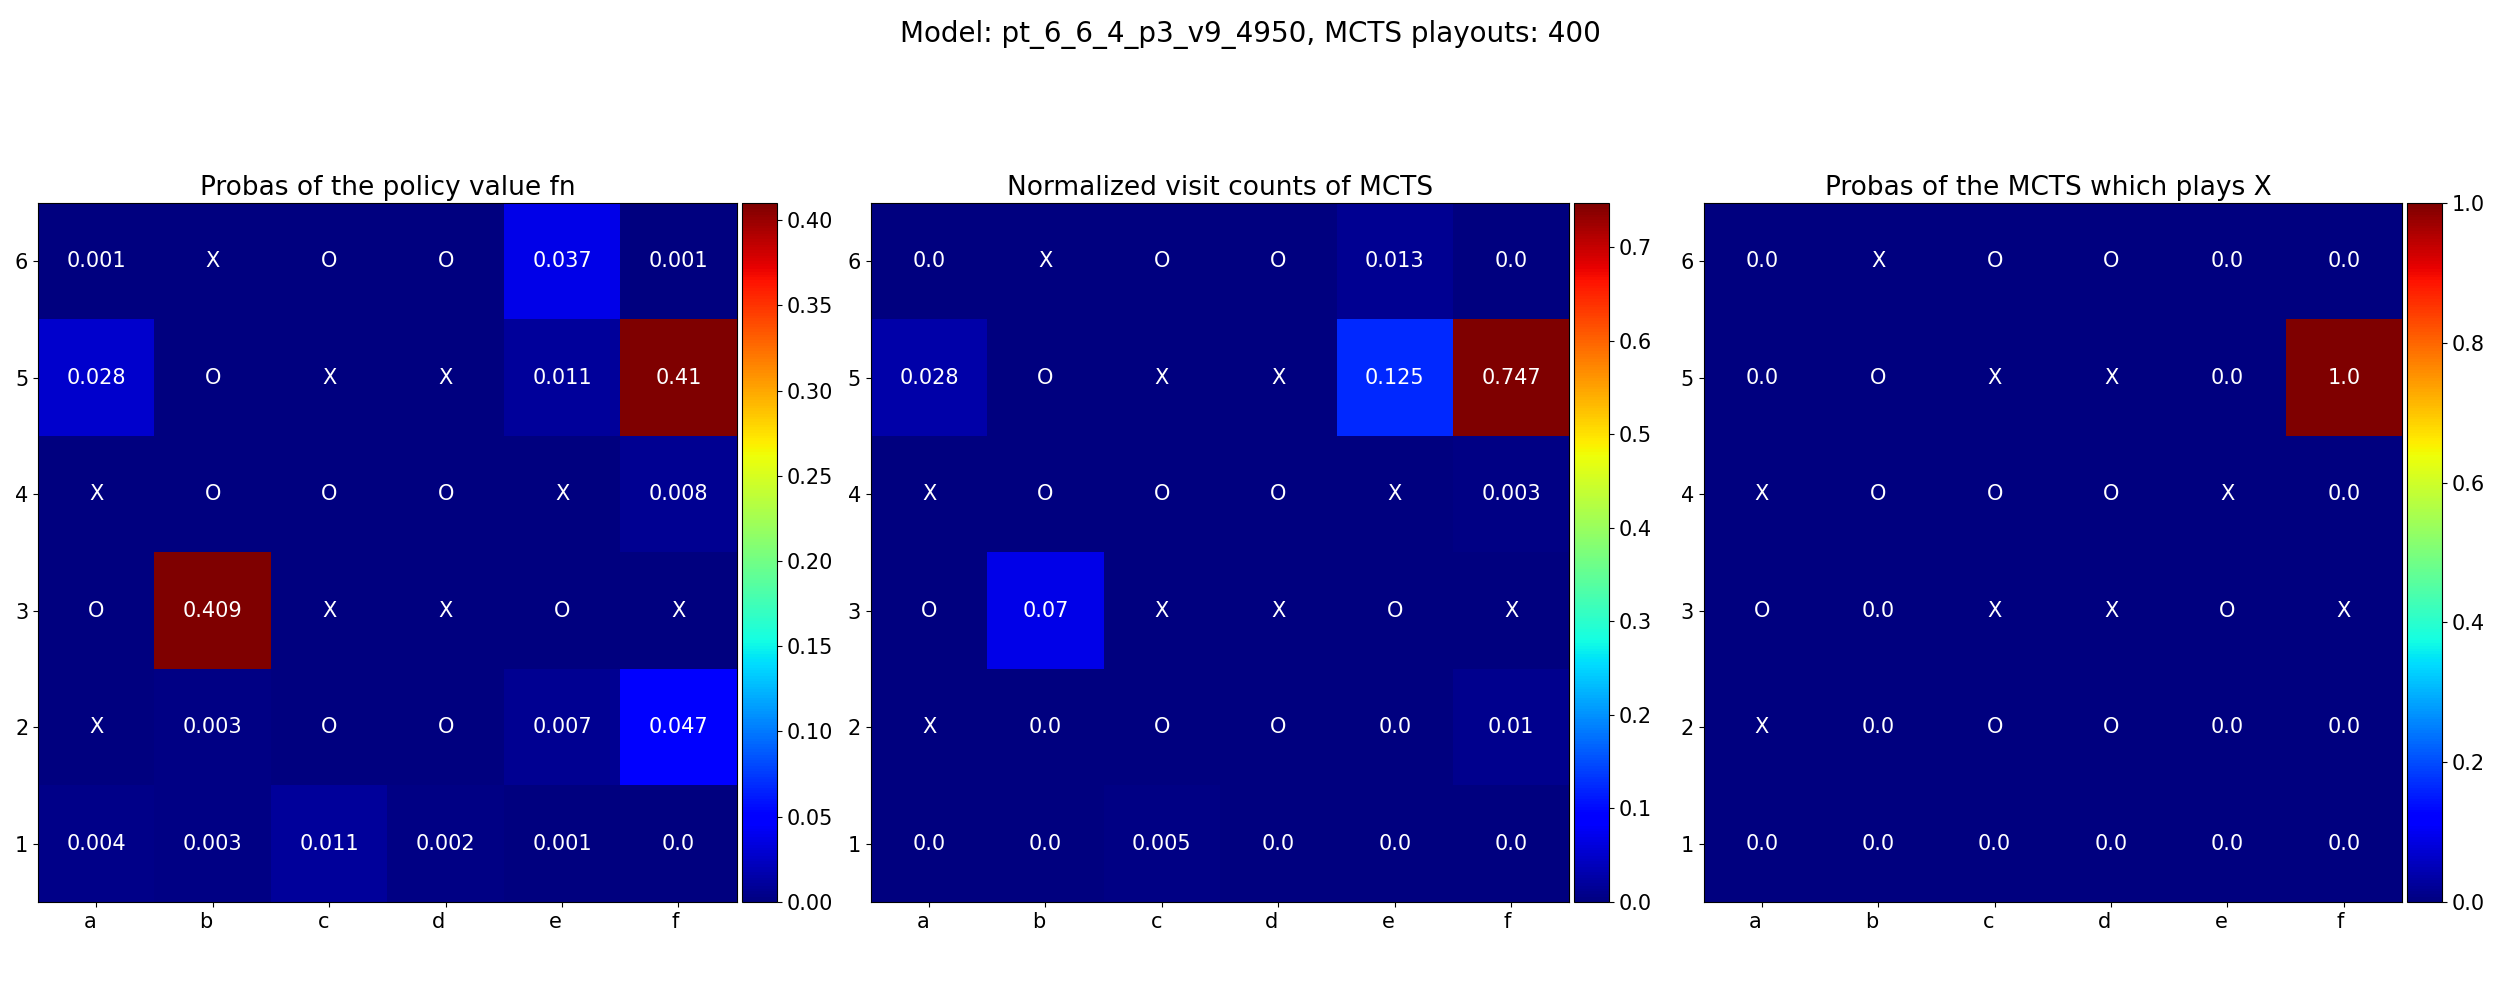 Model: pt_6_6_4_p3_v9_4950, MCTS playouts: 400
Probas of the policy value fn
6 0.001 X O O 0.037 0.001
5 0.028 O X X 0.011 0.41
4 X O O O X 0.008
3 O 0.409 X X O X
2 X 0.003 O O 0.007 0.047
1 0.004 0.003 0.011 0.002 0.001 0.0
a b c d e f
0.40
0.35
0.30
0.25
0.20
0.15
0.10
0.05
0.00
Normalized visit counts of MCTS
6 0.0 X O O 0.013 0.0
5 0.028 O X X 0.125 0.747
4 X O O O X 0.003
3 O 0.07 X X O X
2 X 0.0 O O 0.0 0.01
1 0.0 0.0 0.005 0.0 0.0 0.0
a b c d e f
0.7
0.6
0.5
0.4
0.3
0.2
0.1
0.0
Probas of the MCTS which plays X
6 0.0 X O O 0.0 0.0
5 0.0 O X X 0.0 1.0
4 X O O O X 0.0
3 O 0.0 X X O X
2 X 0.0 O O 0.0 0.0
1 0.0 0.0 0.0 0.0 0.0 0.0
a b c d e f
1.0
0.8
0.6
0.4
0.2
0.0